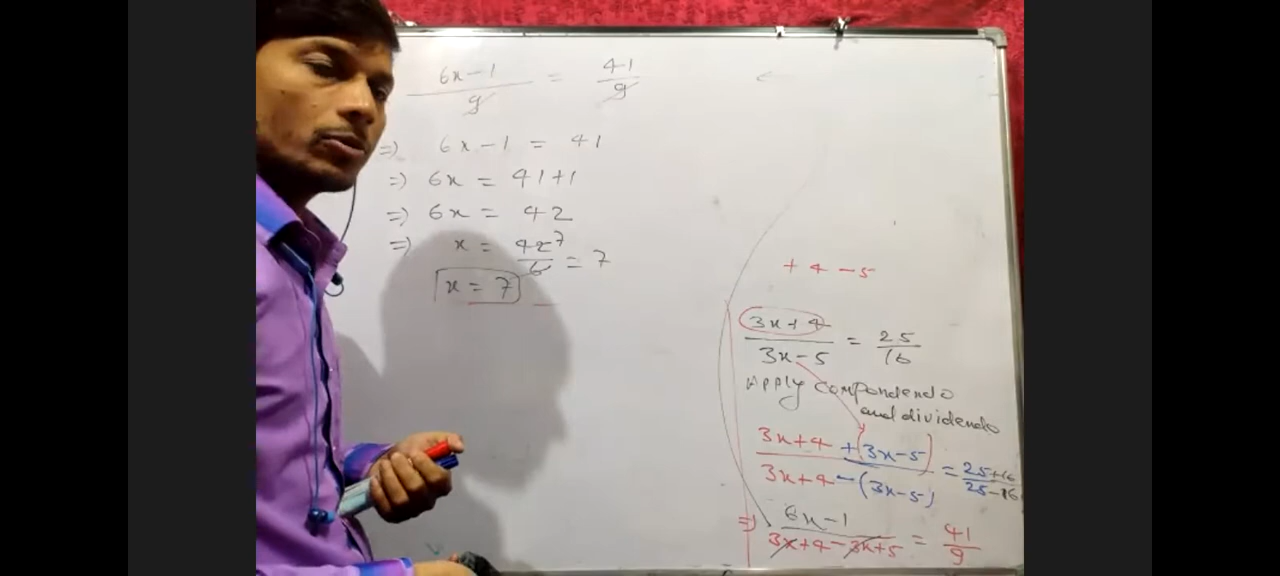 6x-1/9 = 41/9
=) 6x-1 = 41
=) 6x = 41+1
=) 6x = 42
=) x = 42/6 = 7
7
x = 7
+4-5
3x+4/3x-5 = 25/16
Apply compondendo
and dividendo
3x+4+(3x-5)/3x+4-(3x-5) = 25+16/25-16
=) 6x-1/3x+4-3x+5 = 41/9